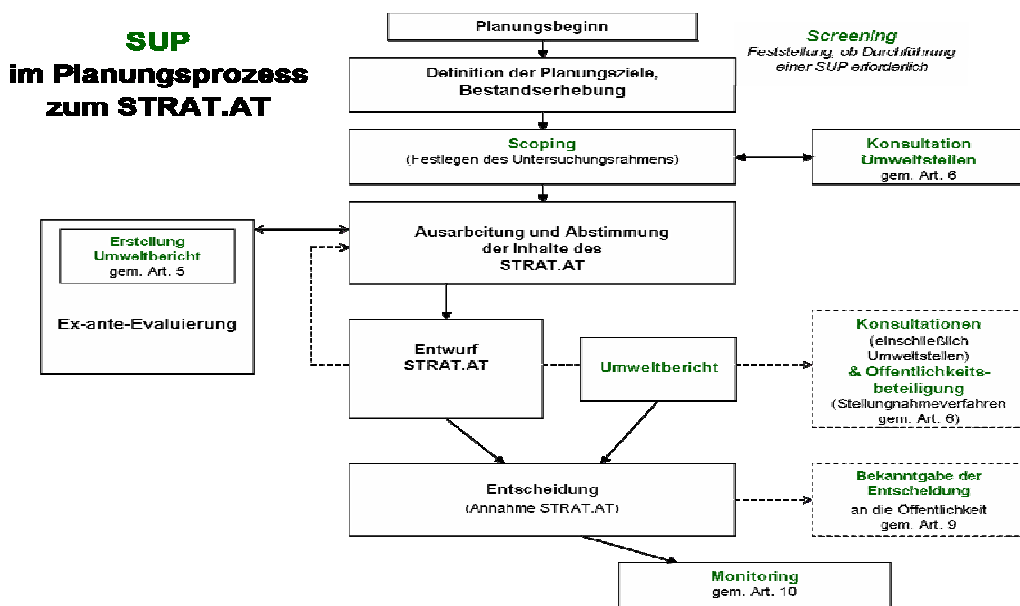 SUP
im Planungsprozess
zum STRAT.AT
Planungsbeginn
Screening
Feststellung, ob Durchführung
einer SUP erforderlich
Definition der Planungsziele,
Bestandserhebung
Scoping
(Festlegen des Untersuchungsrahmens)
Konsultation
Umweltstellen
gem. Art. 6
Ausarbeitung und Abstimmung
der Inhalte des
STRAT.AT
Erstellung
Umweltbericht
gem. Art. 5
Ex-ante-Evaluierung
Entwurf
STRAT.AT
Umweltbericht
Konsultationen
(einschließlich
Umweltstellen)
& Öffentlichkeits-
beteiligung
(Stellungnahmeverfahren
gem. Art. 6)
Entscheidung
(Annahme STRAT.AT)
Bekanntgabe der
Entscheidung
an die Öffentlichkeit
gem. Art. 9
Monitoring
gem. Art. 10